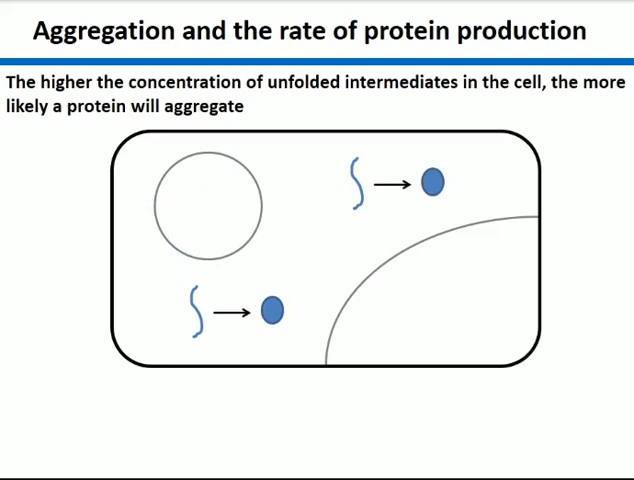 Aggregation and the rate of protein production
The higher the concentration of unfolded intermediates in the cell, the more
likely a protein will aggregate